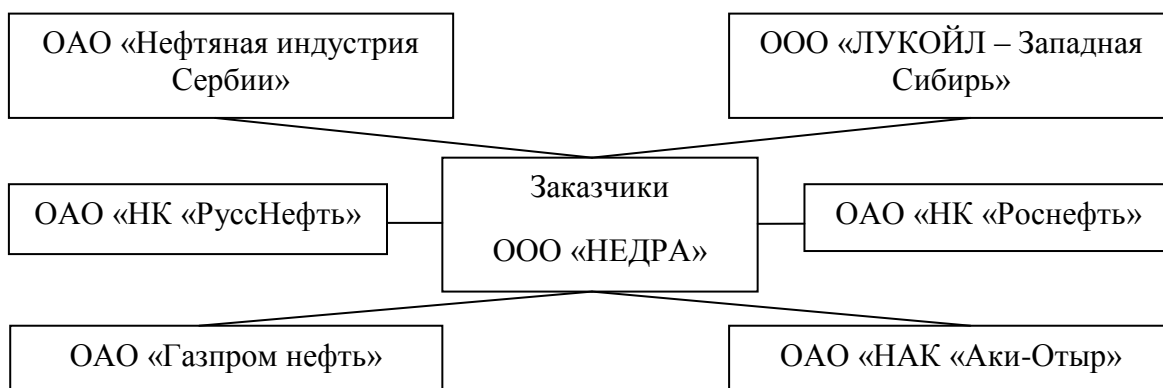 ОАО «Нефтяная индустрия
Сербии»
ООО «ЛУКОЙЛ – Западная
Сибирь»
Заказчики
ООО «НЕДРА»
ОАО «НК «РуссНефть»
ОАО «НК «Роснефть»
ОАО «Газпром нефть»
ОАО «НАК «Аки-Отыр»